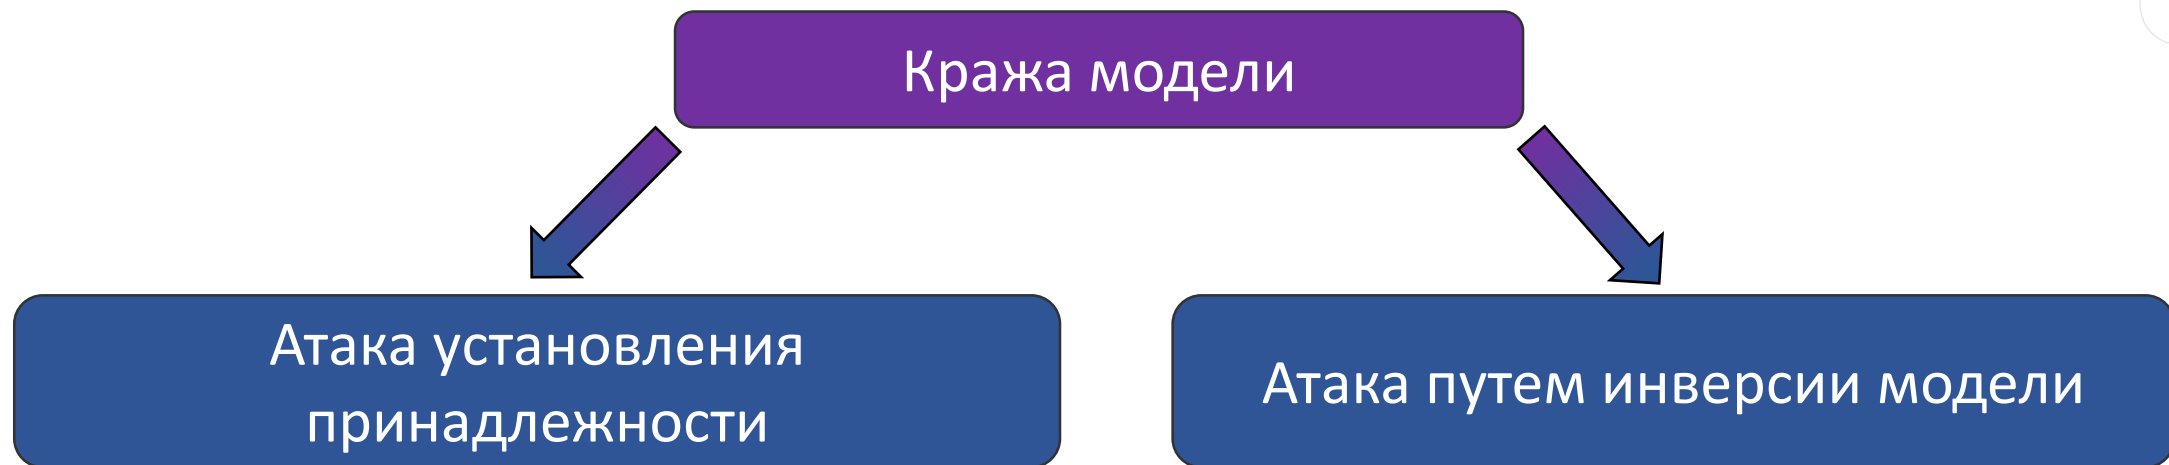 Кража модели
Атака установления
принадлежности
Атака путем инверсии модели